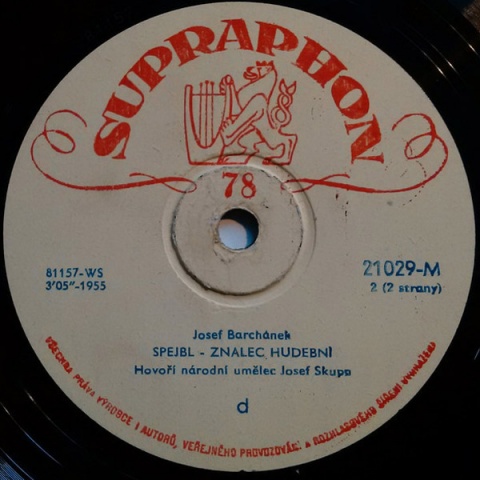 SUPRAPHON
78
81157-WS
3'05"-1955
21029-M
2 (2 strany)
Josef Barchánek
SPEJBL - ZNALEC HUDEBNÍ
Hovoří národní umělec Josef Skupa
d
VŠECHNA PRÁVA VÝROBCE I AUTORŮ, VEŘEJNÉHO PROVOZOVÁNÍ A ROZHLASOVÉHO ŠÍŘENÍ VYHRAŽENA